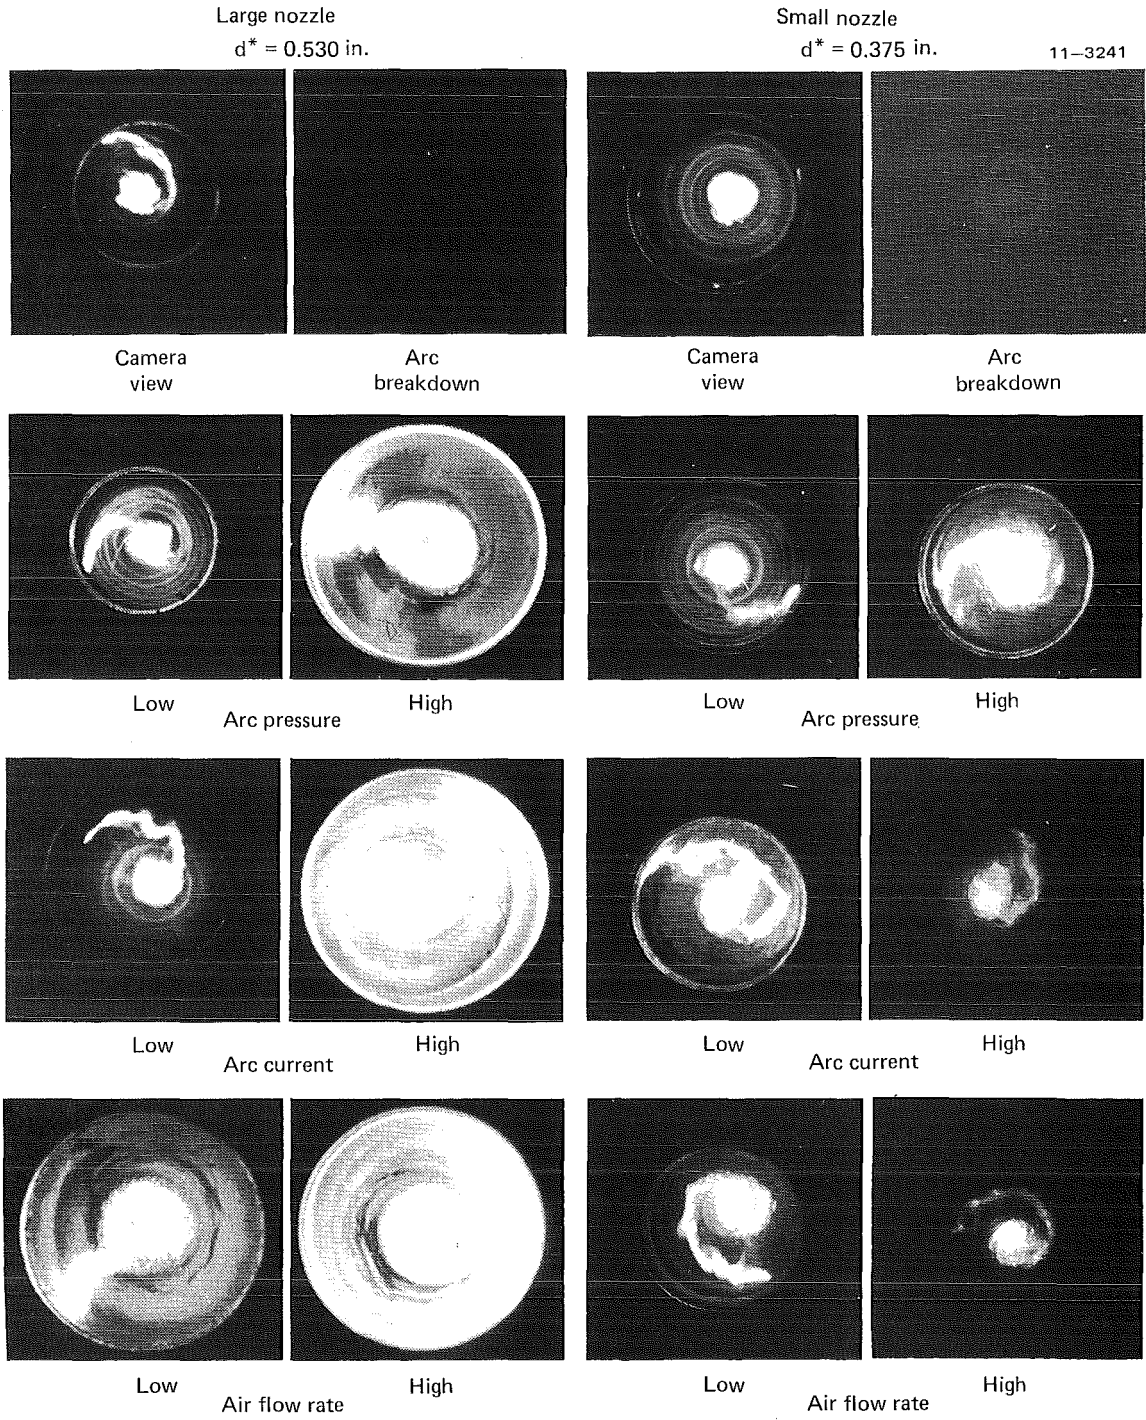 Large nozzle
d* = 0.530 in.
Small nozzle
d* = 0.375 in.
11-3241
Camera
view
Arc
breakdown
Camera
view
Arc
breakdown
Low
High
Arc pressure
Low
High
Arc pressure
Low
High
Arc current
Low
High
Arc current
Low
High
Air flow rate
Low
High
Air flow rate